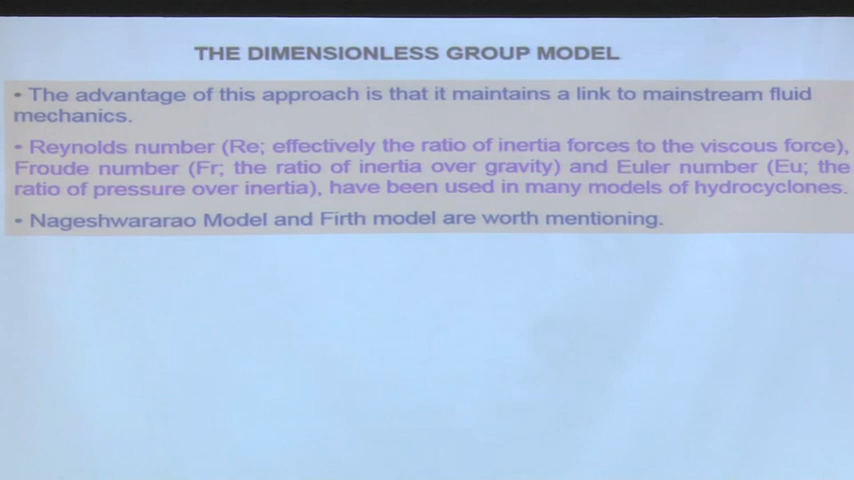 THE DIMENSIONLESS GROUP MODEL
• The advantage of this approach is that it maintains a link to mainstream fluid
mechanics.
• Reynolds number (Re; effectively the ratio of inertia forces to the viscous force),
Froude number (Fr; the ratio of inertia over gravity) and Euler number (Eu; the
ratio of pressure over inertia), have been used in many models of hydrocyclones.
• Nageshwararao Model and Firth model are worth mentioning.